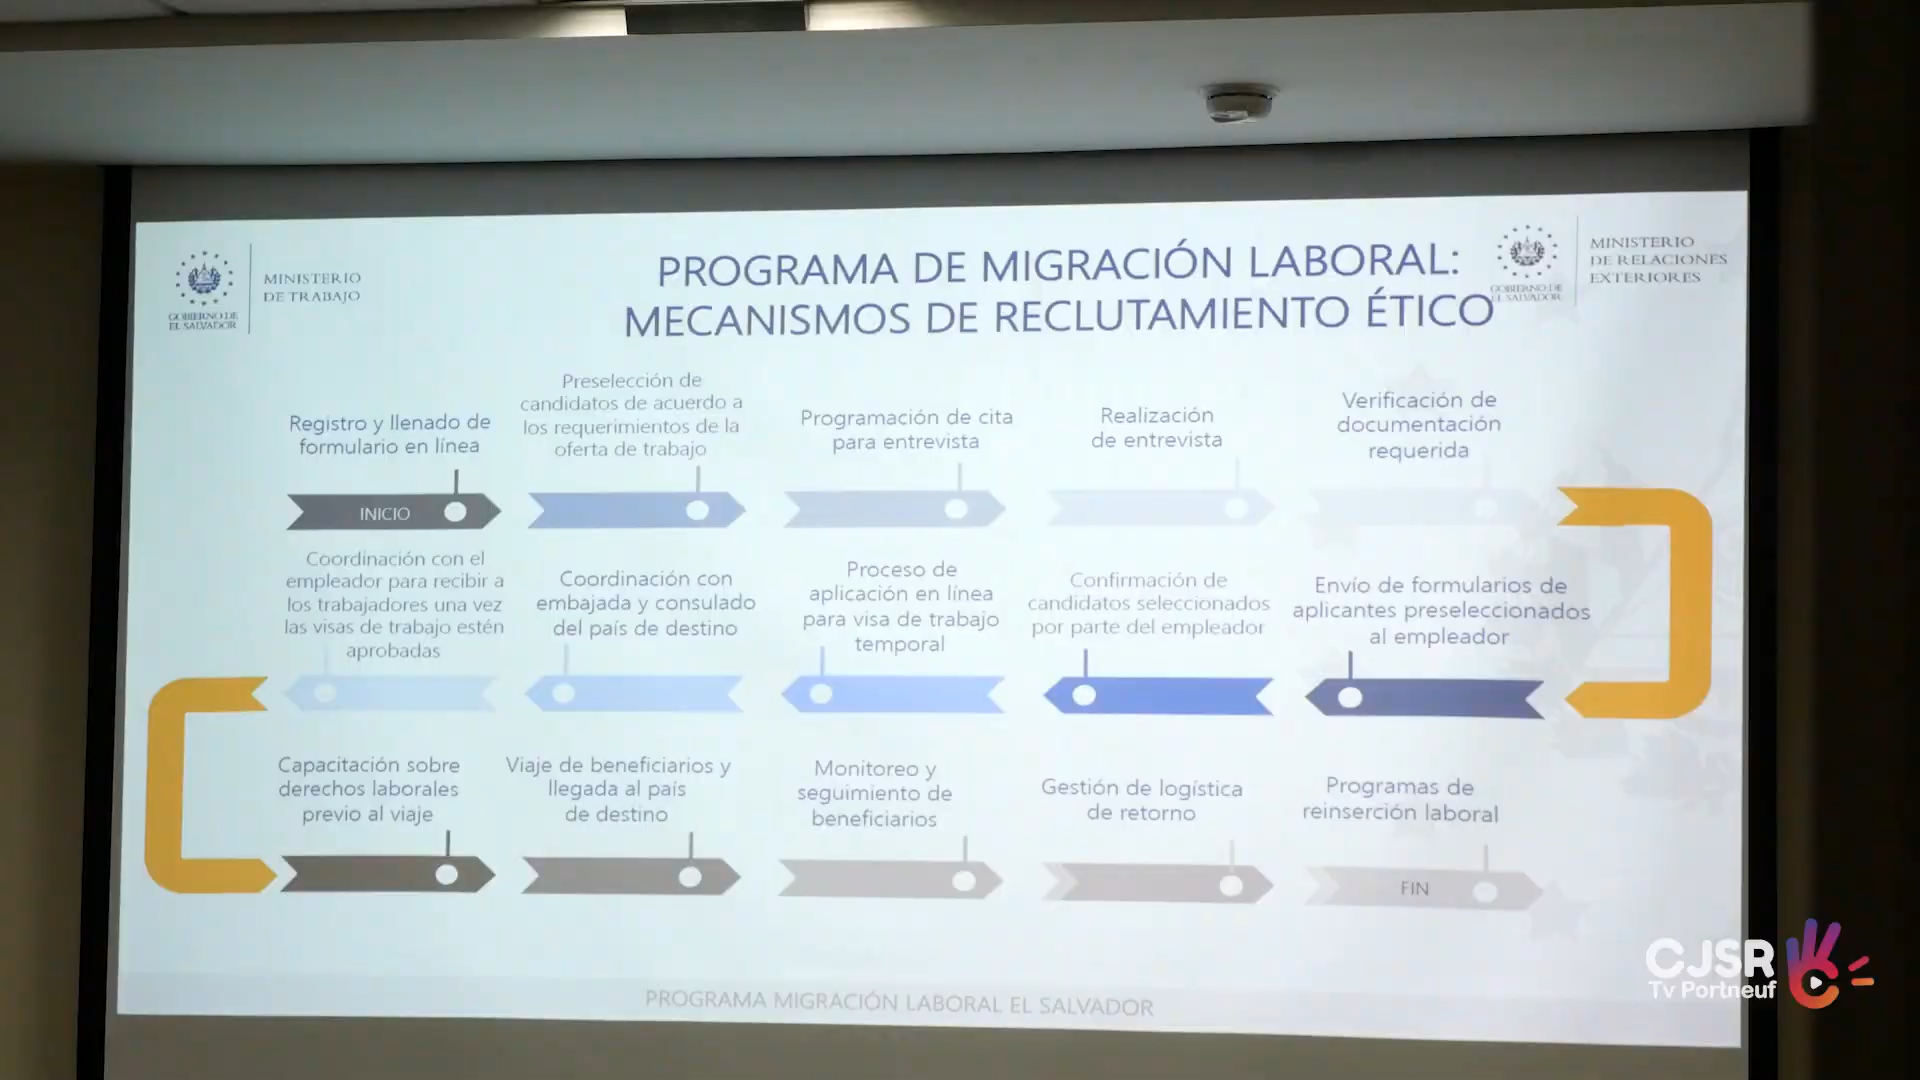 GOBIERNO DE
EL SALVADOR
MINISTERIO
DE TRABAJO
PROGRAMA DE MIGRACIÓN LABORAL:
MECANISMOS DE RECLUTAMIENTO ÉTICO
GOBIERNO DE
EL SALVADOR
MINISTERIO
DE RELACIONES
EXTERIORES
Registro y llenado de
formulario en línea
INICIO
Preselección de
candidatos de acuerdo a
los requerimientos de la
oferta de trabajo
Programación de cita
para entrevista
Realización
de entrevista
Verificación de
documentación
requerida
Envío de formularios de
aplicantes preseleccionados
al empleador
Confirmación de
candidatos seleccionados
por parte del empleador
Proceso de
aplicación en línea
para visa de trabajo
temporal
Coordinación con
embajada y consulado
del país de destino
Coordinación con el
empleador para recibir a
los trabajadores una vez
las visas de trabajo estén
aprobadas
Capacitación sobre
derechos laborales
previo al viaje
Viaje de beneficiarios y
llegada al país
de destino
Monitoreo y
seguimiento de
beneficiarios
Gestión de logística
de retorno
Programas de
reinserción laboral
FIN
PROGRAMA MIGRACIÓN LABORAL EL SALVADOR
CJSR
Tv Portneuf